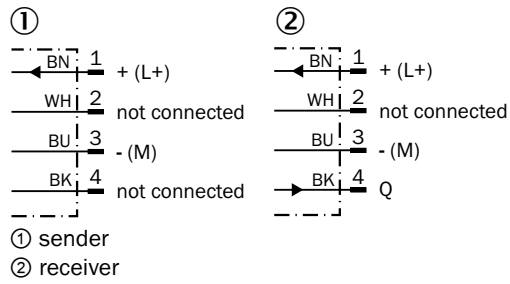 ① ②
BN 1 + (L+) BN 1 + (L+)
WH 2 not connected WH 2 not connected
BU 3 - (M) BU 3 - (M)
BK 4 not connected BK 4 Q
① sender
② receiver